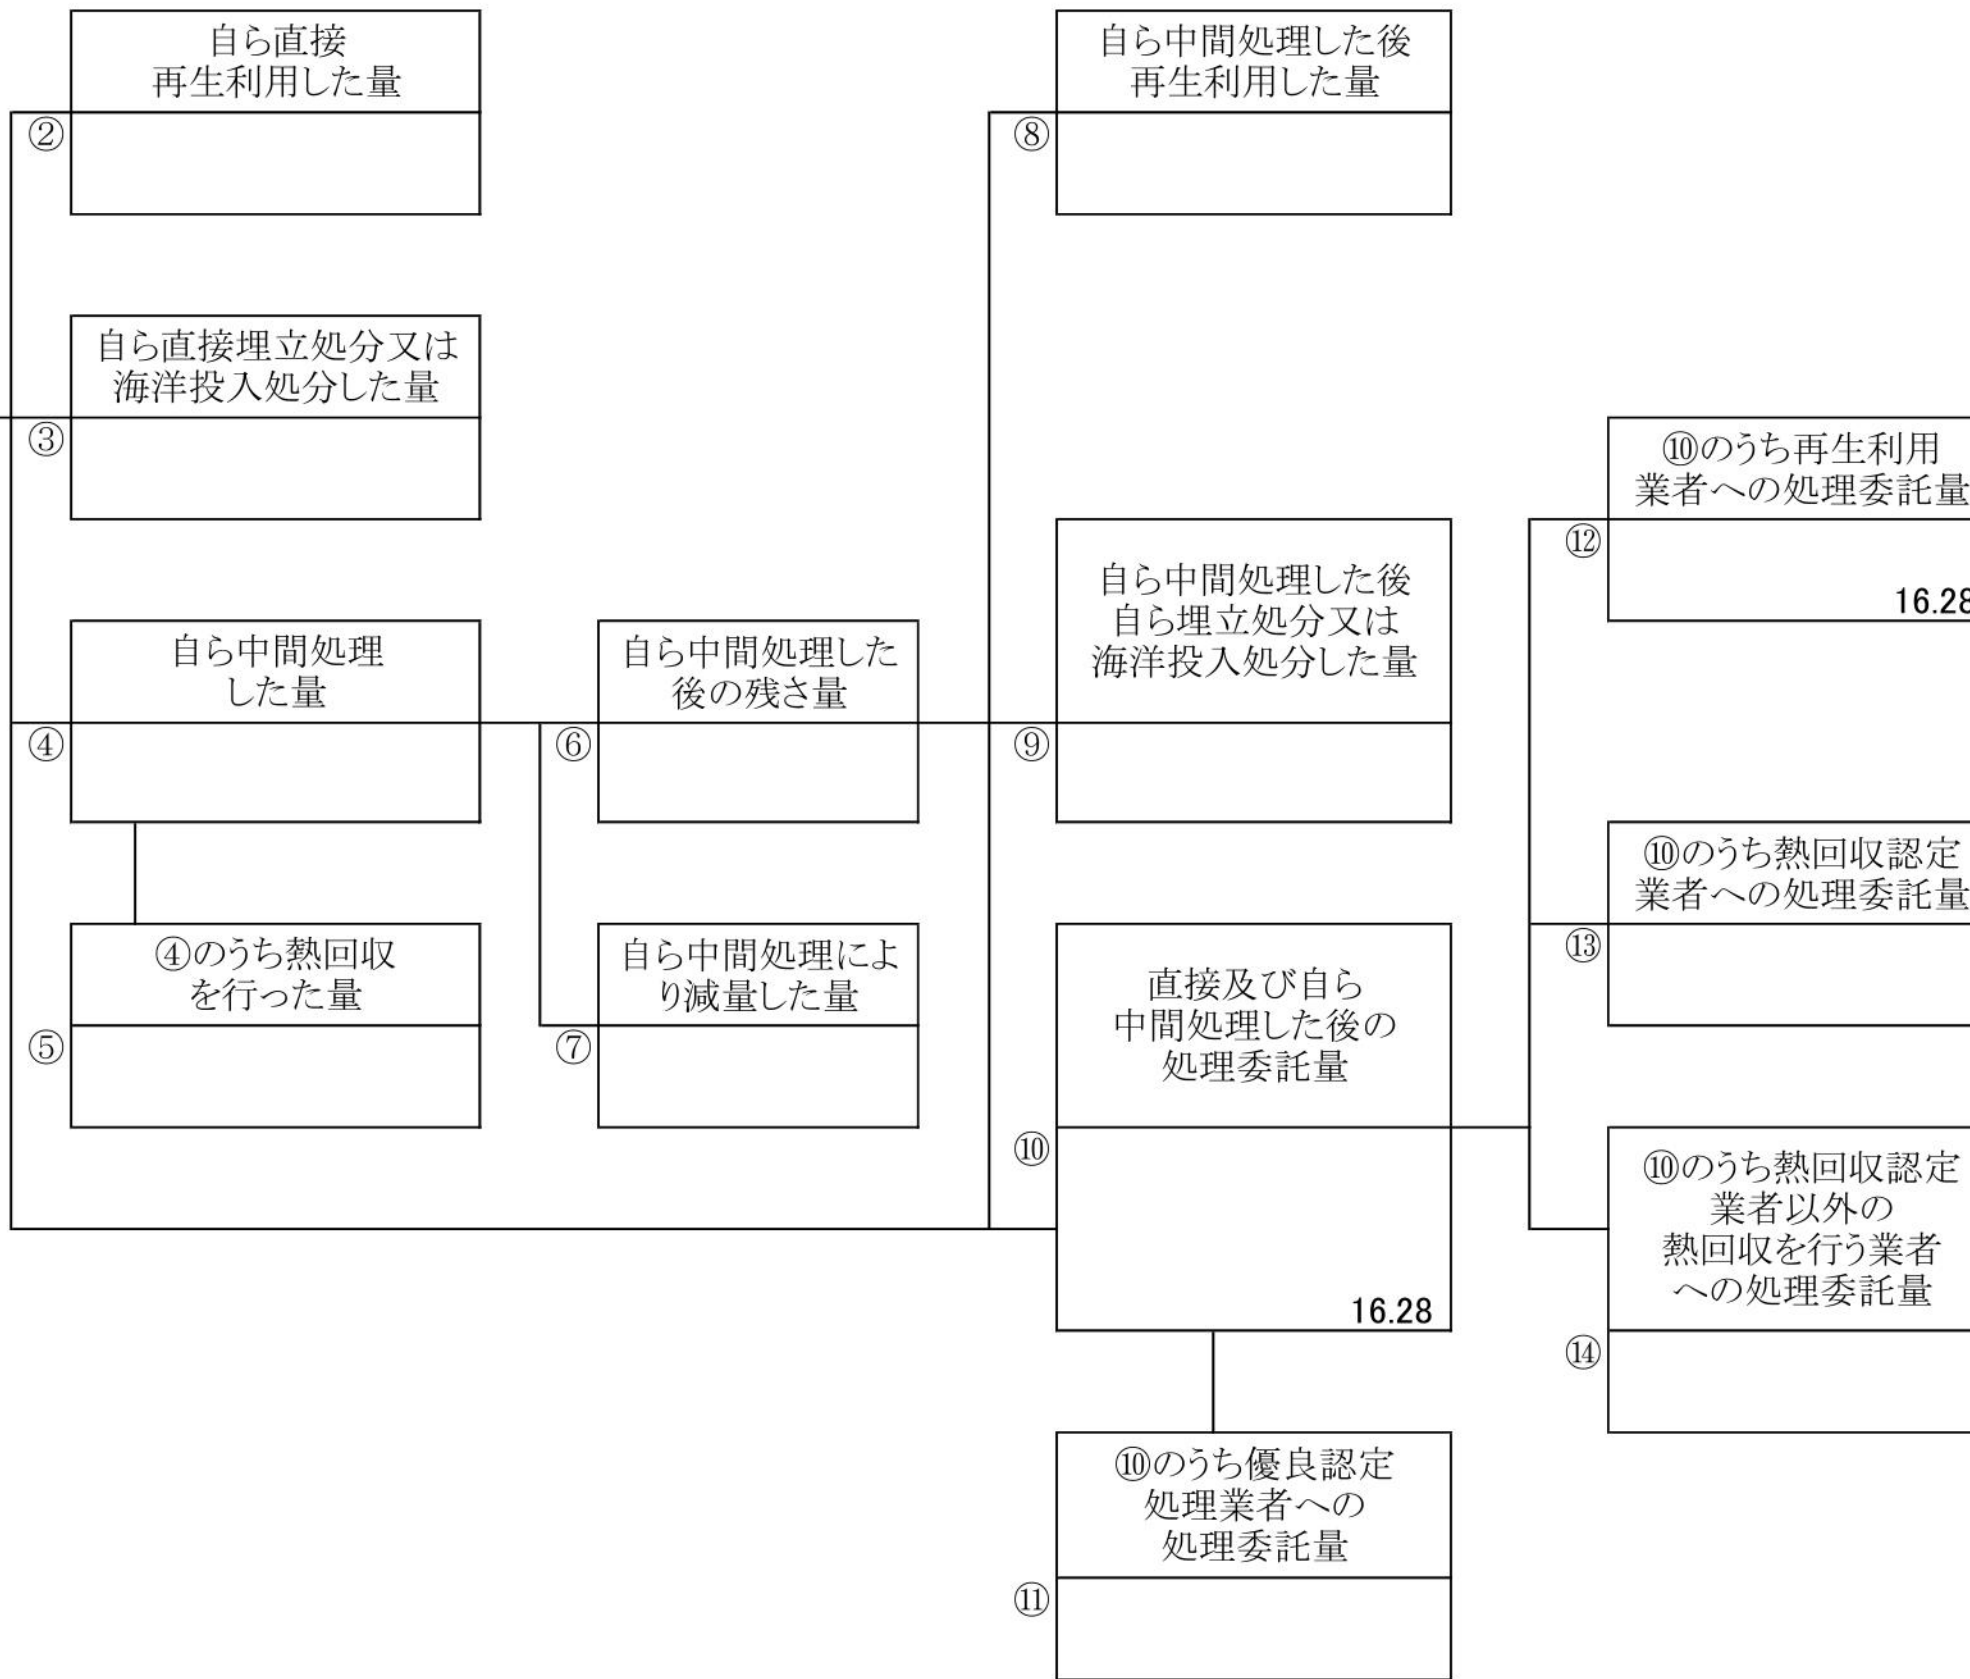 自ら直接
再生利用した量
②
自ら中間処理した後
再生利用した量
⑧
自ら直接埋立処分又は
海洋投入処分した量
③
⑩のうち再生利用
業者への処理委託量
⑫
16.28
自ら中間処理した後
自ら埋立処分又は
海洋投入処分した量
⑨
自ら中間処理
した量
④
自ら中間処理した
後の残さ量
⑥
⑩のうち熱回収認定
業者への処理委託量
⑬
④のうち熱回収
を行った量
⑤
自ら中間処理によ
り減量した量
⑦
直接及び自ら
中間処理した後の
処理委託量
⑩
16.28
⑩のうち熱回収認定
業者以外の
熱回収を行う業者
への処理委託量
⑭
⑩のうち優良認定
処理業者への
処理委託量
⑪